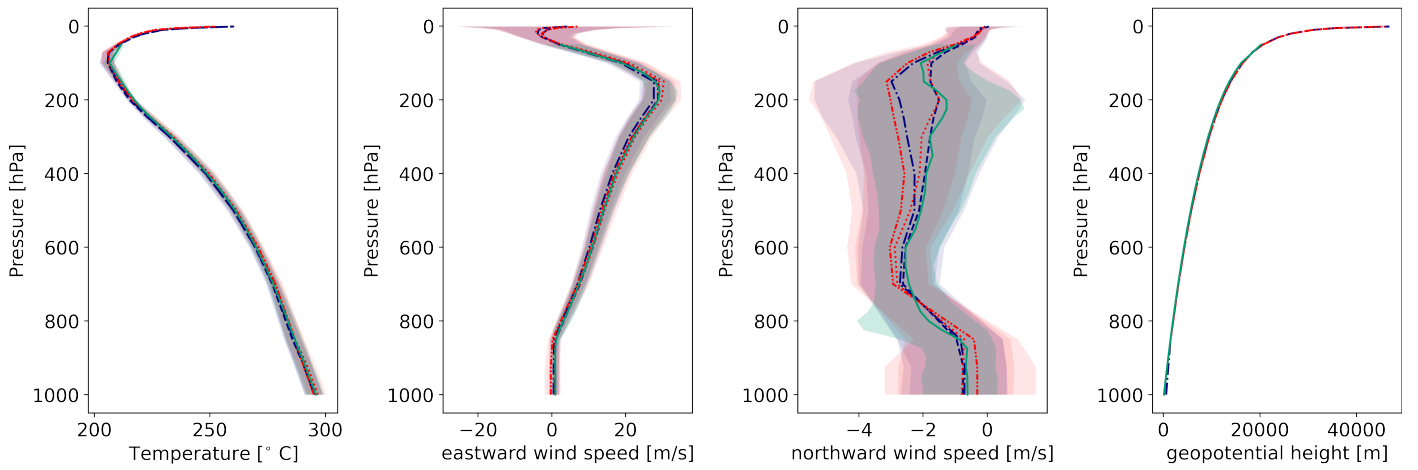 0
200
400
600
800
1000
Pressure [hPa]
200 250 300
Temperature [° C]
0
200
400
600
800
1000
Pressure [hPa]
−20 0 20
eastward wind speed [m/s]
0
200
400
600
800
1000
Pressure [hPa]
−4 −2 0
northward wind speed [m/s]
0
200
400
600
800
1000
Pressure [hPa]
0 20000 40000
geopotential height [m]